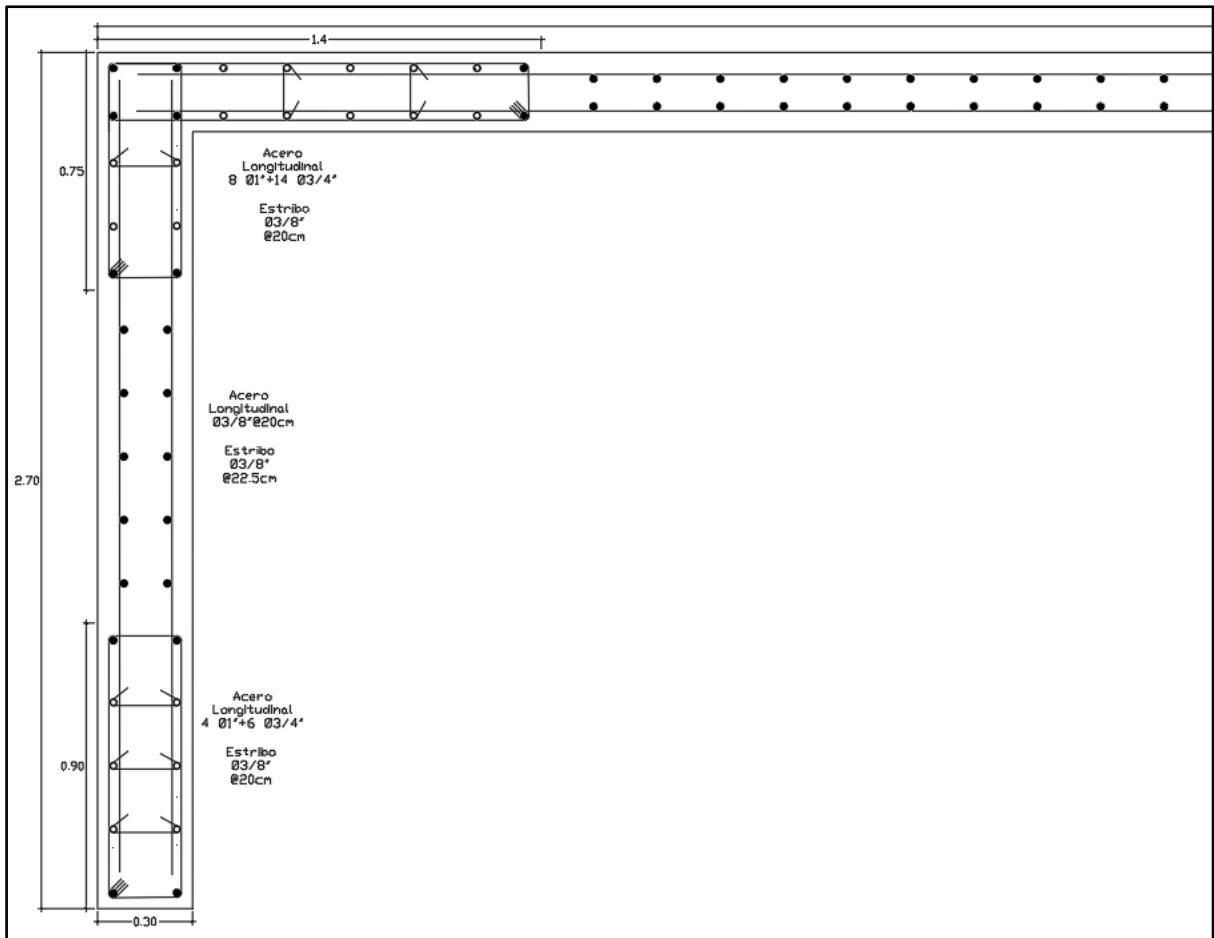 1.4
0.75
Acero
Longitudinal
8 Ø1"+14 Ø3/4"
Estribo
Ø3/8"
@20cm
Acero
Longitudinal
Ø3/8"@20cm
Estribo
Ø3/8"
@22.5cm
2.70
Acero
Longitudinal
4 Ø1"+6 Ø3/4"
Estribo
Ø3/8"
@20cm
0.90
0.30